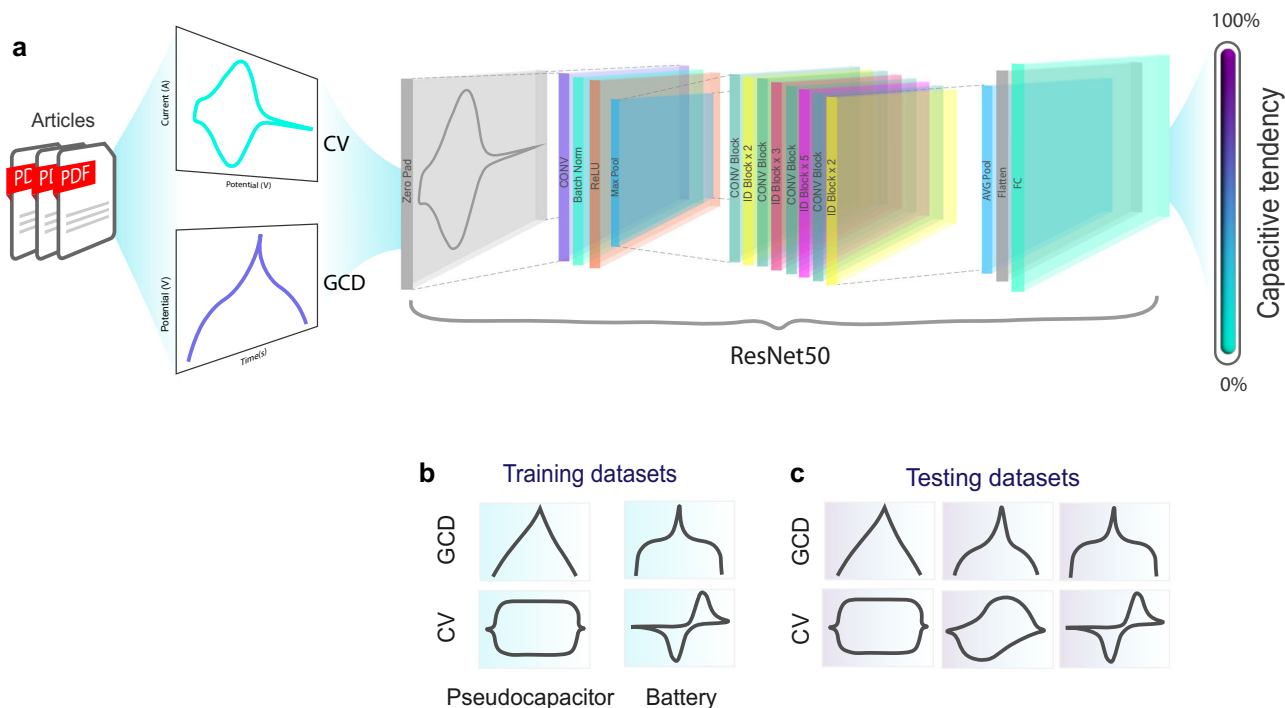 a
Articles
PDF
PDF
PDF
Current (A)
Potential (V)
CV
Potential (V)
Time(s)
GCD
Zero Pad
CONV
Batch Norm
ReLU
Max Pool
CONV Block
ID Block x 2
CONV Block
ID Block x 3
CONV Block
ID Block x 5
CONV Block
ID Block x 2
AVG Pool
Flatten
FC
ResNet50
100%
Capacitive tendency
0%
b
Training datasets
GCD
CV
Pseudocapacitor
Battery
c
Testing datasets
GCD
CV